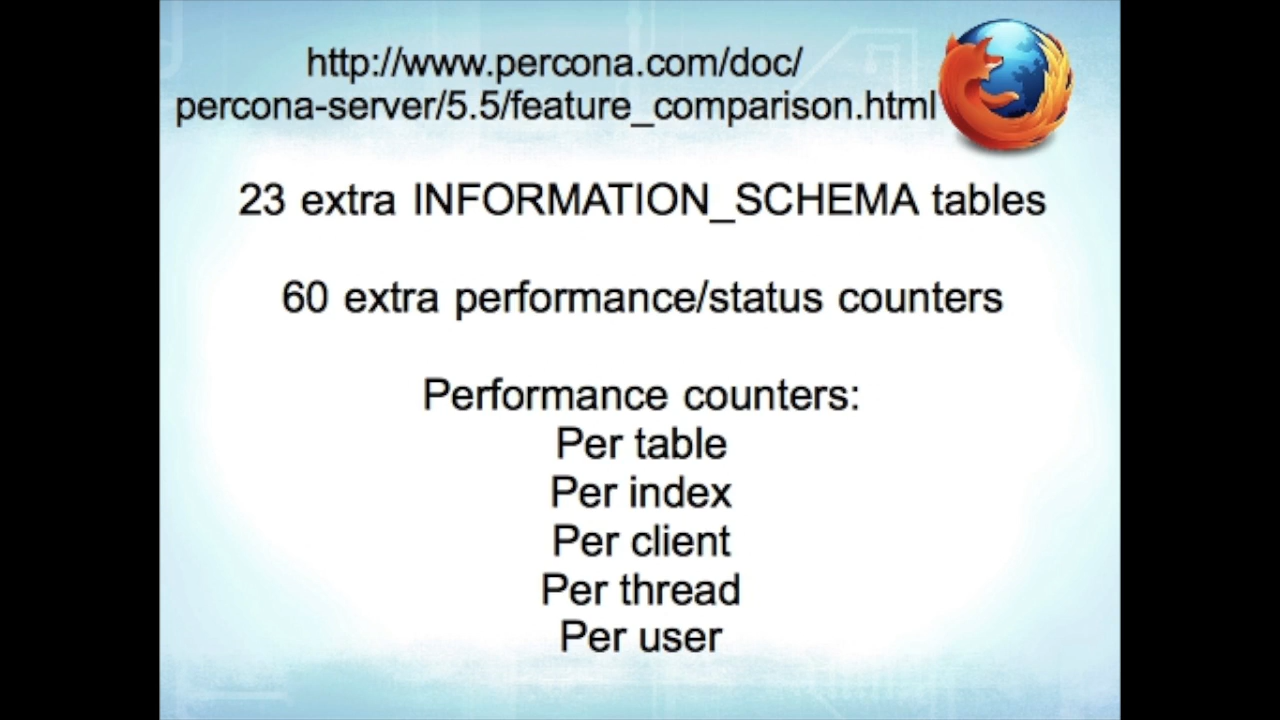 http://www.percona.com/doc/
percona-server/5.5/feature_comparison.html
23 extra INFORMATION_SCHEMA tables
60 extra performance/status counters
Performance counters:
Per table
Per index
Per client
Per thread
Per user